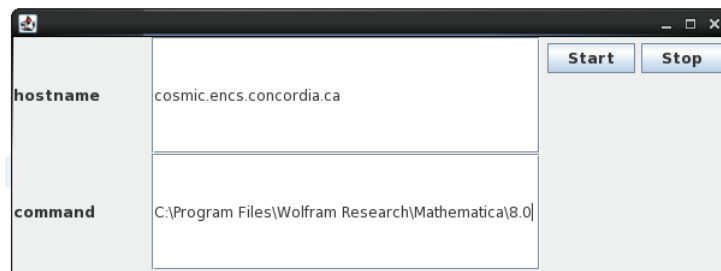 Start Stop
hostname cosmic.encs.concordia.ca
command C:\Program Files\Wolfram Research\Mathematica\8.0